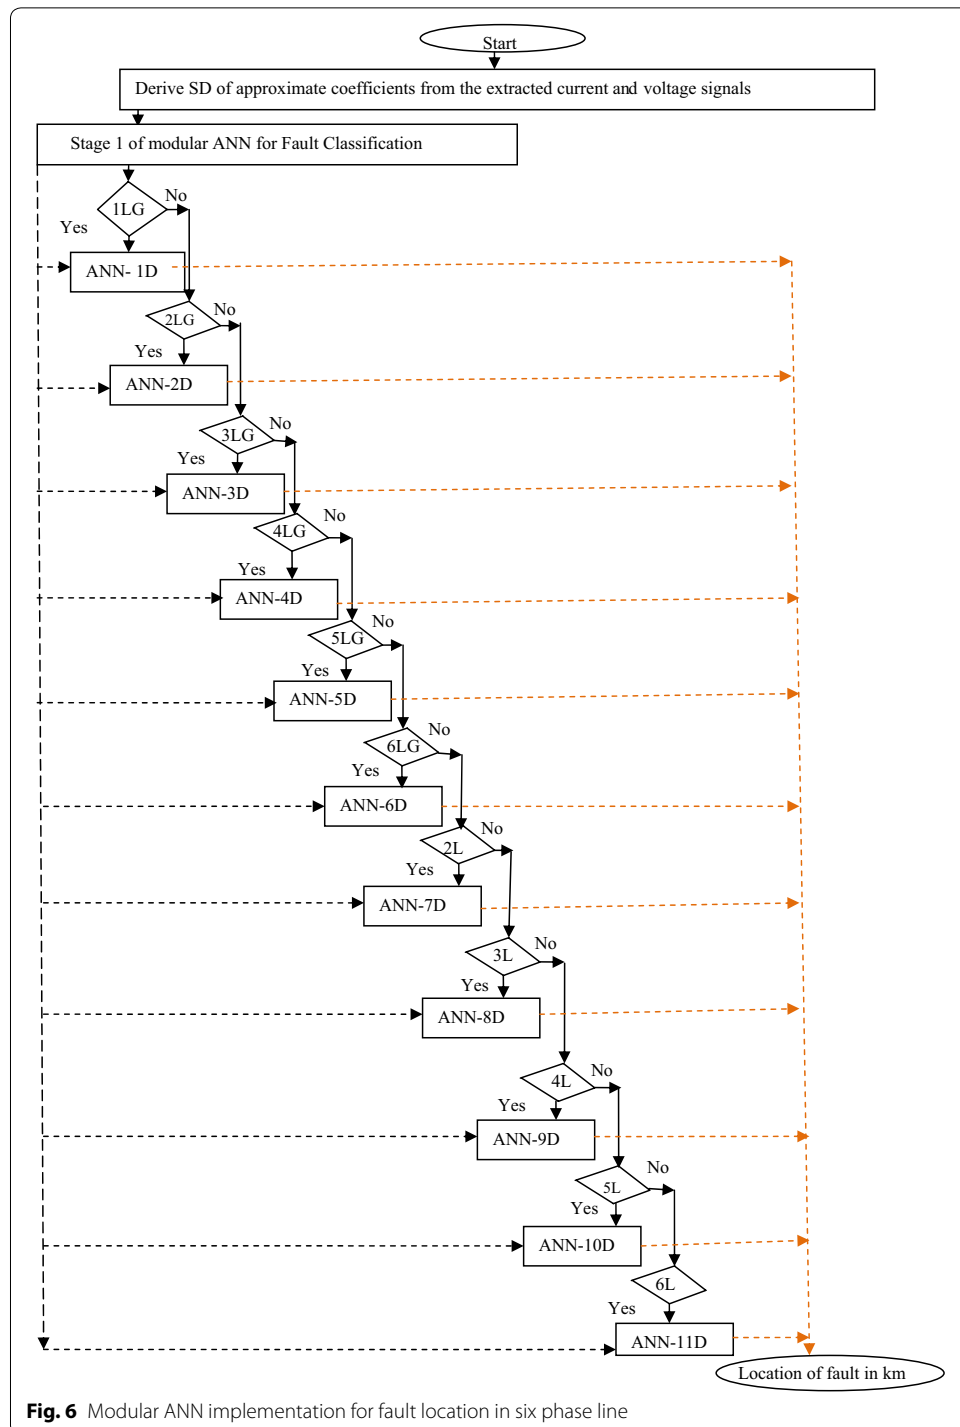 Start
Derive SD of approximate coefficients from the extracted current and voltage signals
Stage 1 of modular ANN for Fault Classification
1LG
No
Yes
ANN- 1D
2LG
No
Yes
ANN-2D
3LG
No
Yes
ANN-3D
4LG
No
Yes
ANN-4D
5LG
No
Yes
ANN-5D
6LG
No
Yes
ANN-6D
2L
No
Yes
ANN-7D
3L
No
Yes
ANN-8D
4L
No
Yes
ANN-9D
5L
No
Yes
ANN-10D
6L
Yes
ANN-11D
Location of fault in km
Fig. 6 Modular ANN implementation for fault location in six phase line